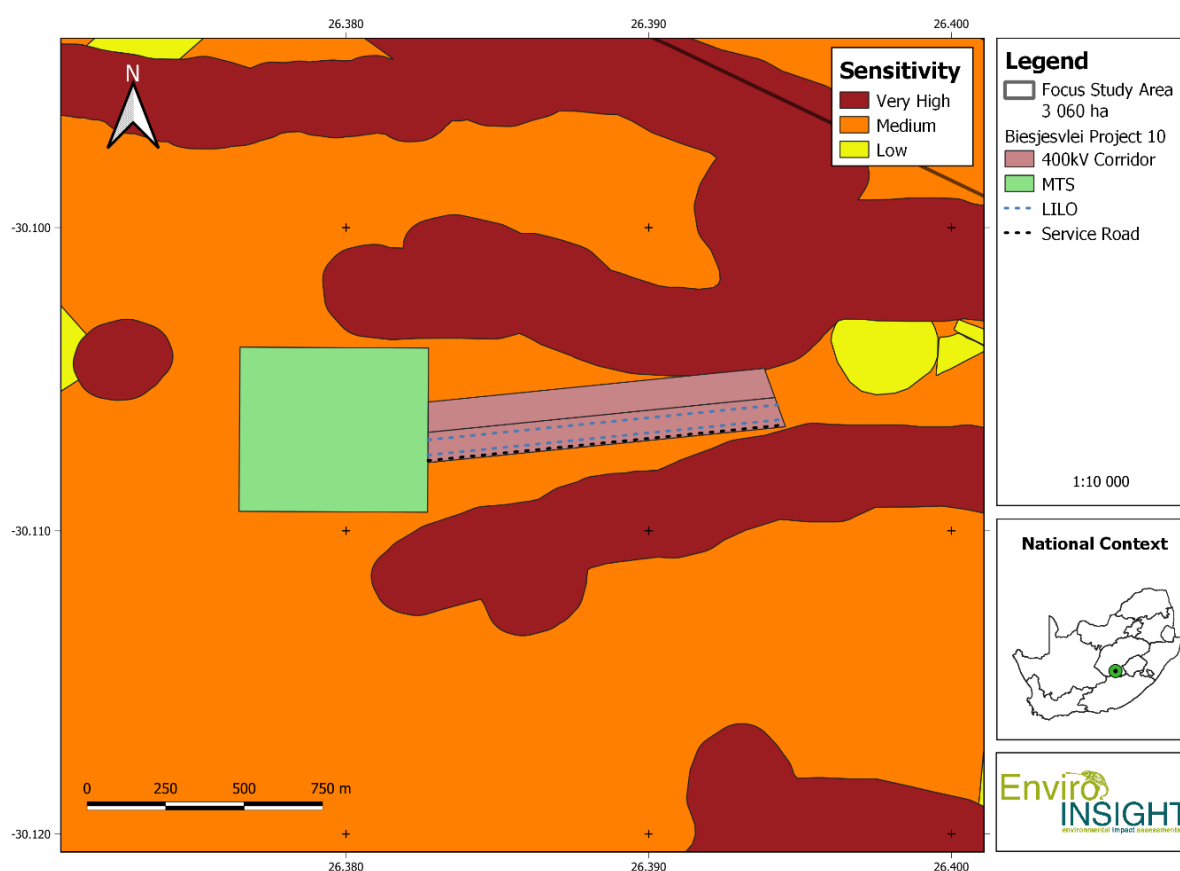 26.380
26.390
26.400
N
Sensitivity
Very High
Medium
Low
-30.100
-30.110
-30.120
0
250
500
750 m
26.380
26.390
26.400
Legend
Focus Study Area
3 060 ha
Biesjesvlei Project 10
400kV Corridor
MTS
LILO
Service Road
1:10 000
National Context
Enviro
INSIGHT
environmental impact assessments